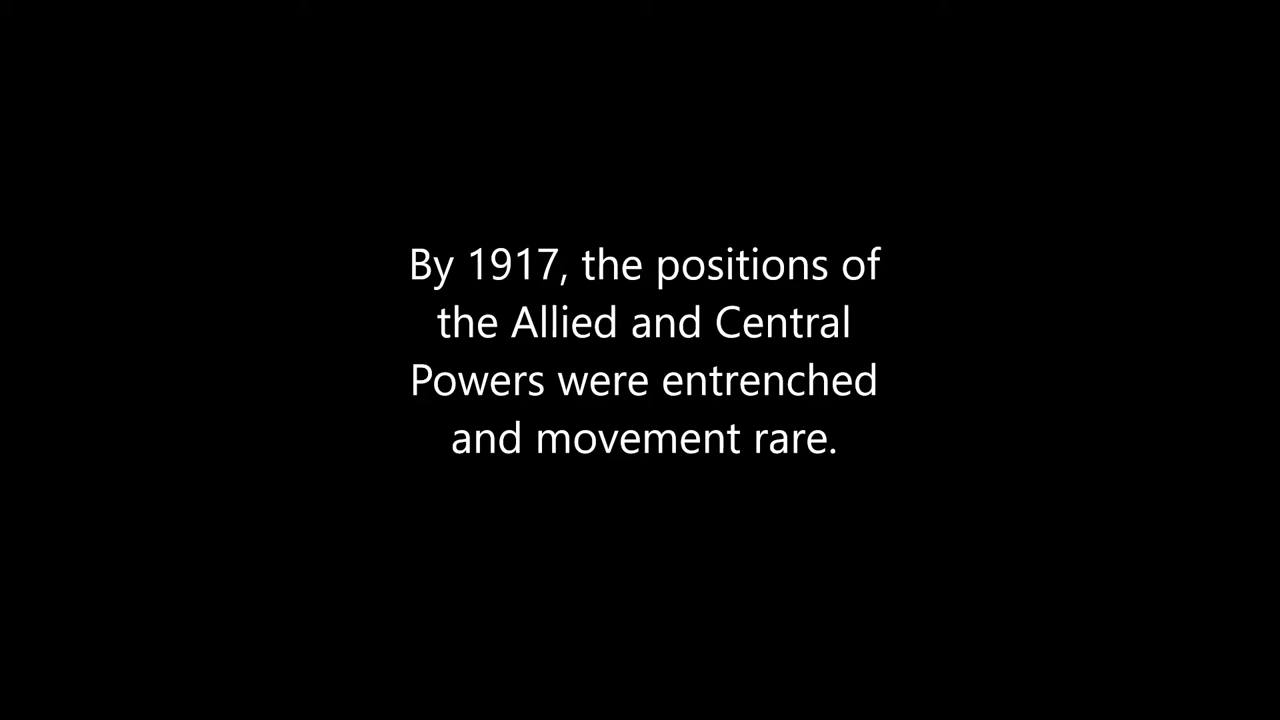 By 1917, the positions of
the Allied and Central
Powers were entrenched
and movement rare.